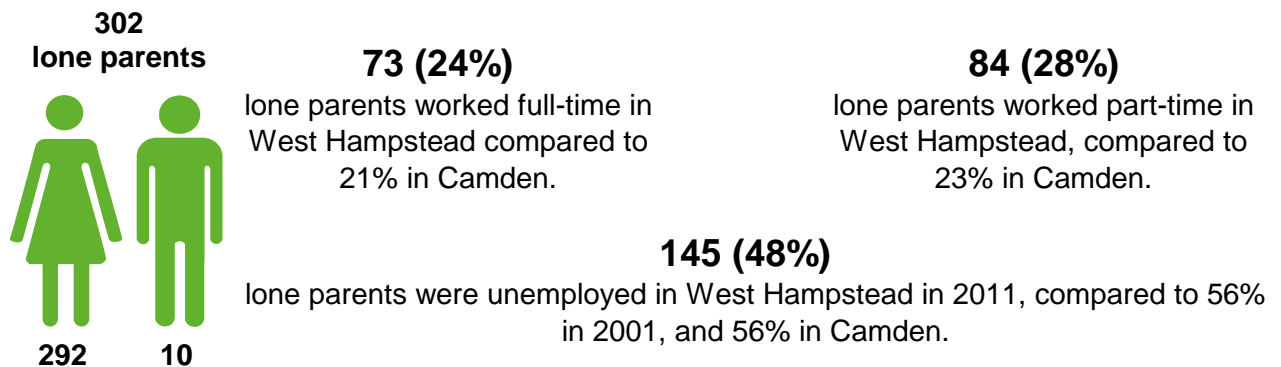 302
lone parents
292
10
73 (24%)
lone parents worked full-time in
West Hampstead compared to
21% in Camden.
84 (28%)
lone parents worked part-time in
West Hampstead, compared to
23% in Camden.
145 (48%)
lone parents were unemployed in West Hampstead in 2011, compared to 56%
in 2001, and 56% in Camden.